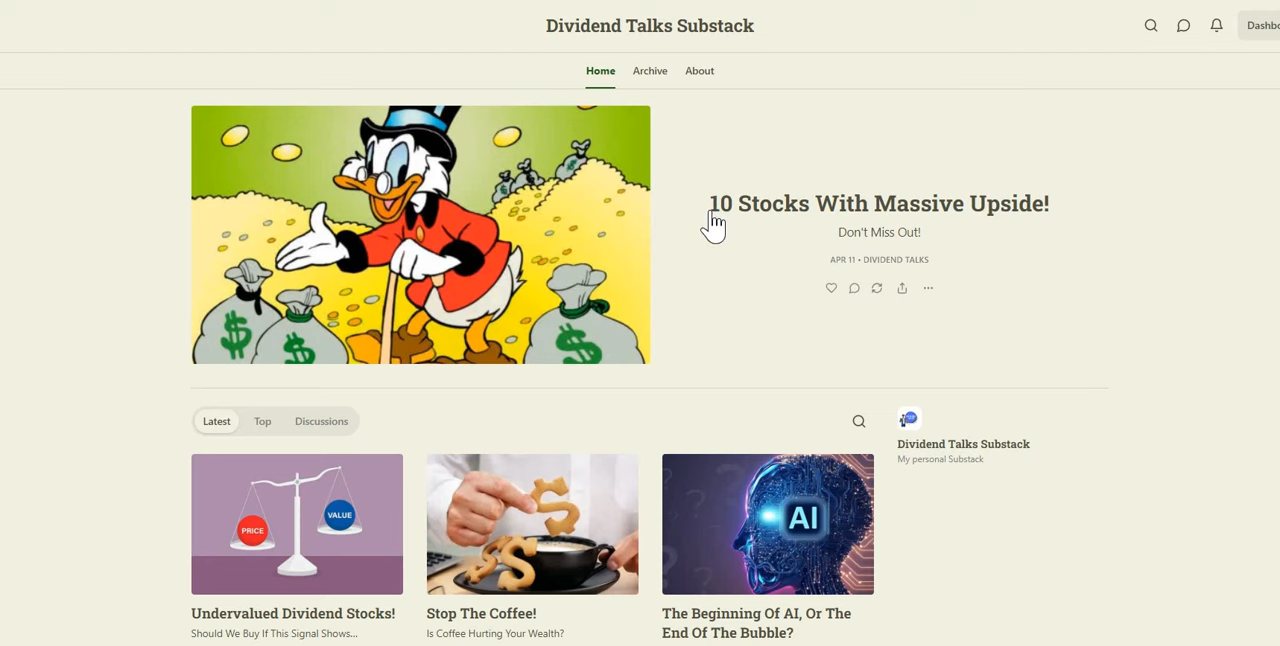 Dividend Talks Substack
Home
Archive
About
10 Stocks With Massive Upside!
Don't Miss Out!
APR 11 • DIVIDEND TALKS
$
$
$
Latest
Top
Discussions
Dividend Talks Substack
My personal Substack
PRICE
VALUE
AI
Undervalued Dividend Stocks!
Should We Buy If This Signal Shows...
Stop The Coffee!
Is Coffee Hurting Your Wealth?
The Beginning Of AI, Or The
End Of The Bubble?